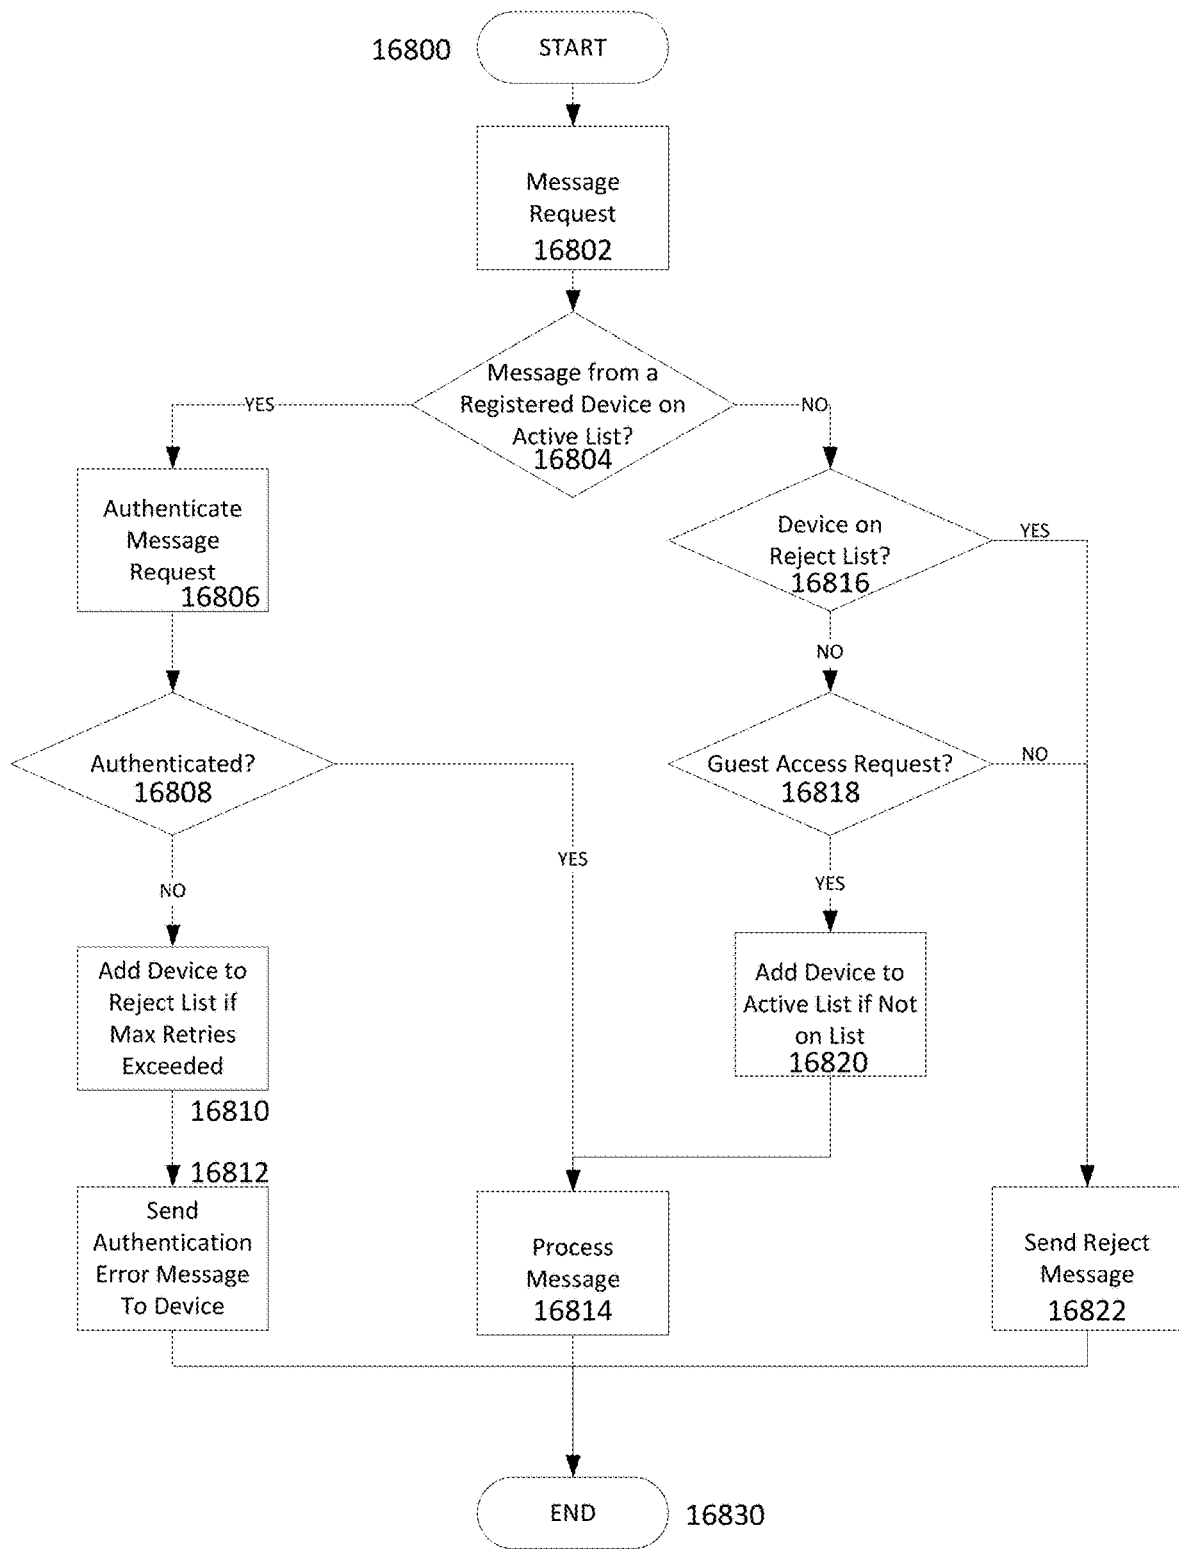 16800
START
Message
Request
16802
Message from a
Registered Device on
Active List?
16804
YES
NO
Authenticate
Message
Request
16806
Device on
Reject List?
16816
YES
NO
Authenticated?
16808
Guest Access Request?
16818
NO
YES
NO
YES
Add Device to
Reject List if
Max Retries
Exceeded
16810
Add Device to
Active List if Not
on List
16820
16812
Send
Authentication
Error Message
To Device
Process
Message
16814
Send Reject
Message
16822
END
16830